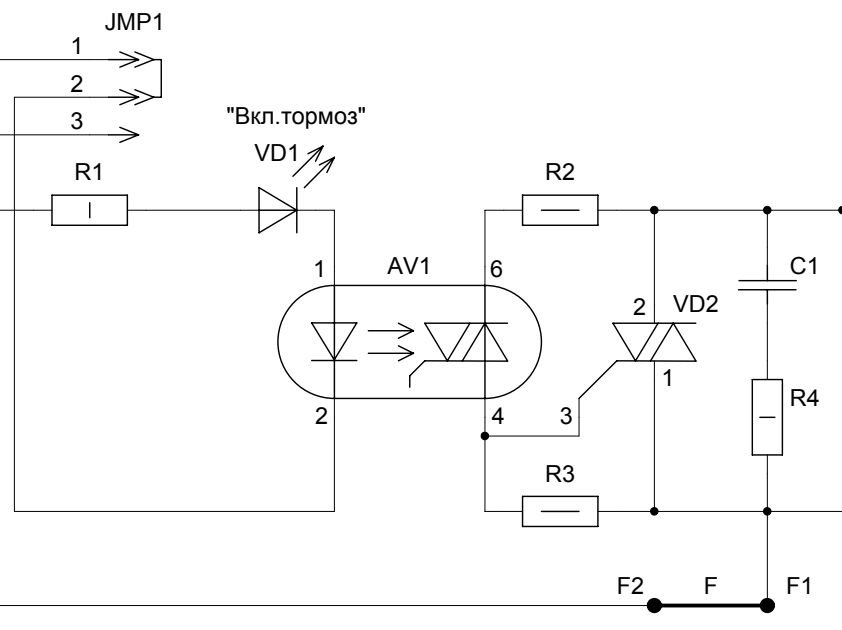 JMP1
1
2
3
"Вкл.тормоз"
VD1
R1
R2
1
AV1
6
C1
2
VD2
1
R4
2
4
3
R3
F2
F
F1